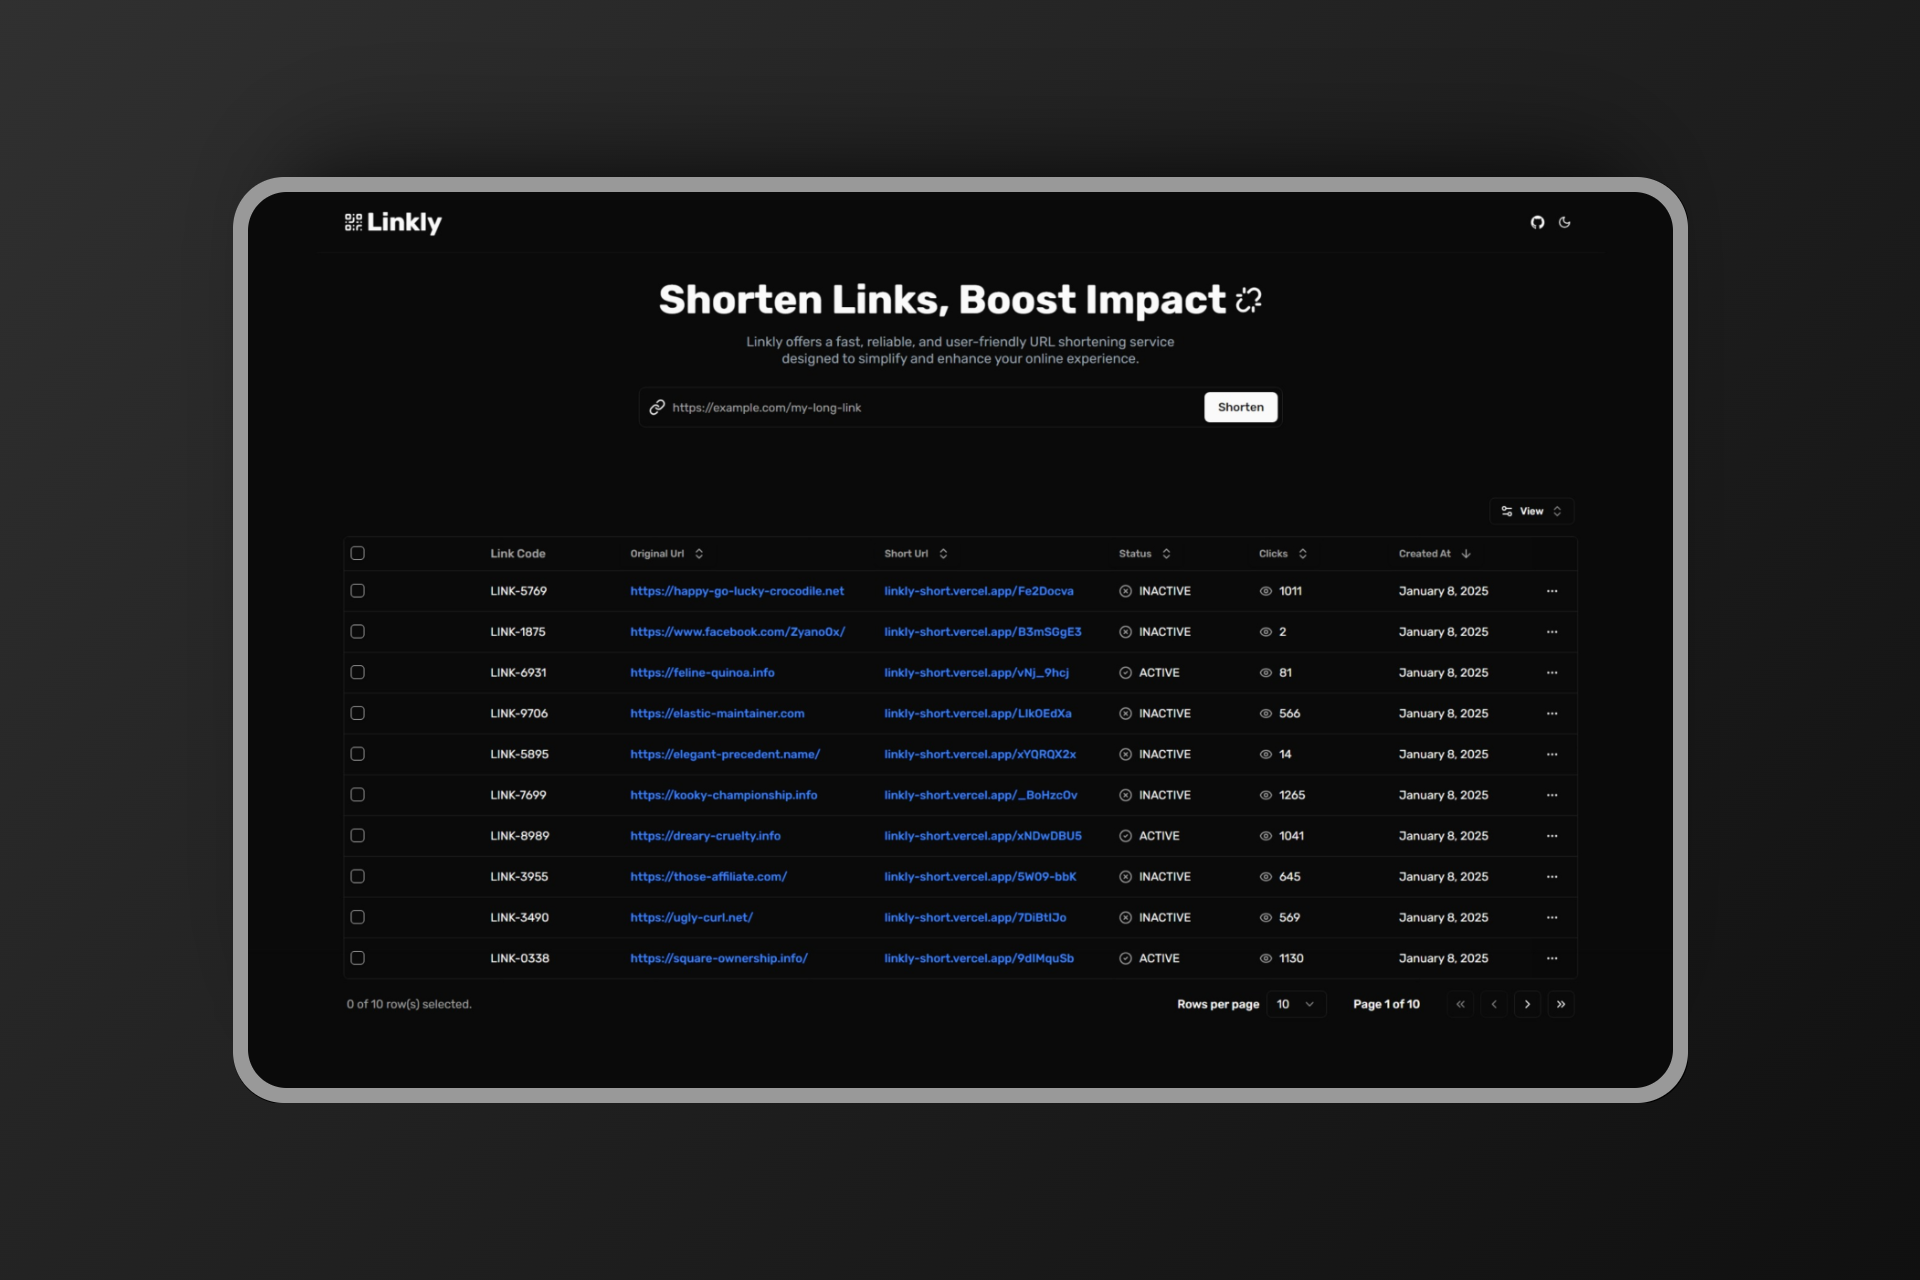 Linkly
Shorten Links, Boost Impact
Linkly offers a fast, reliable, and user-friendly URL shortening service
designed to simplify and enhance your online experience.
https://example.com/my-long-link Shorten
View
Link Code Original Url Short Url Status Clicks Created At
LINK-5769 https://happy-go-lucky-crocodile.net linkly-short.vercel.app/Fe2Docva INACTIVE 1011 January 8, 2025
LINK-1875 https://www.facebook.com/Zyano0x/ linkly-short.vercel.app/B3mSGgE3 INACTIVE 2 January 8, 2025
LINK-6931 https://feline-quinoa.info linkly-short.vercel.app/vNj_9hcj ACTIVE 81 January 8, 2025
LINK-9706 https://elastic-maintainer.com linkly-short.vercel.app/LIkOEdXa INACTIVE 566 January 8, 2025
LINK-5895 https://elegant-precedent.name/ linkly-short.vercel.app/xYQRQX2x INACTIVE 14 January 8, 2025
LINK-7699 https://kooky-championship.info linkly-short.vercel.app/_BoHzcOv INACTIVE 1265 January 8, 2025
LINK-8989 https://dreary-cruelty.info linkly-short.vercel.app/xNDwDBU5 ACTIVE 1041 January 8, 2025
LINK-3955 https://those-affiliate.com/ linkly-short.vercel.app/5W09-bbK INACTIVE 645 January 8, 2025
LINK-3490 https://ugly-curl.net/ linkly-short.vercel.app/7DiBtIJo INACTIVE 569 January 8, 2025
LINK-0338 https://square-ownership.info/ linkly-short.vercel.app/9dIMquSb ACTIVE 1130 January 8, 2025
0 of 10 row(s) selected. Rows per page 10 Page 1 of 10